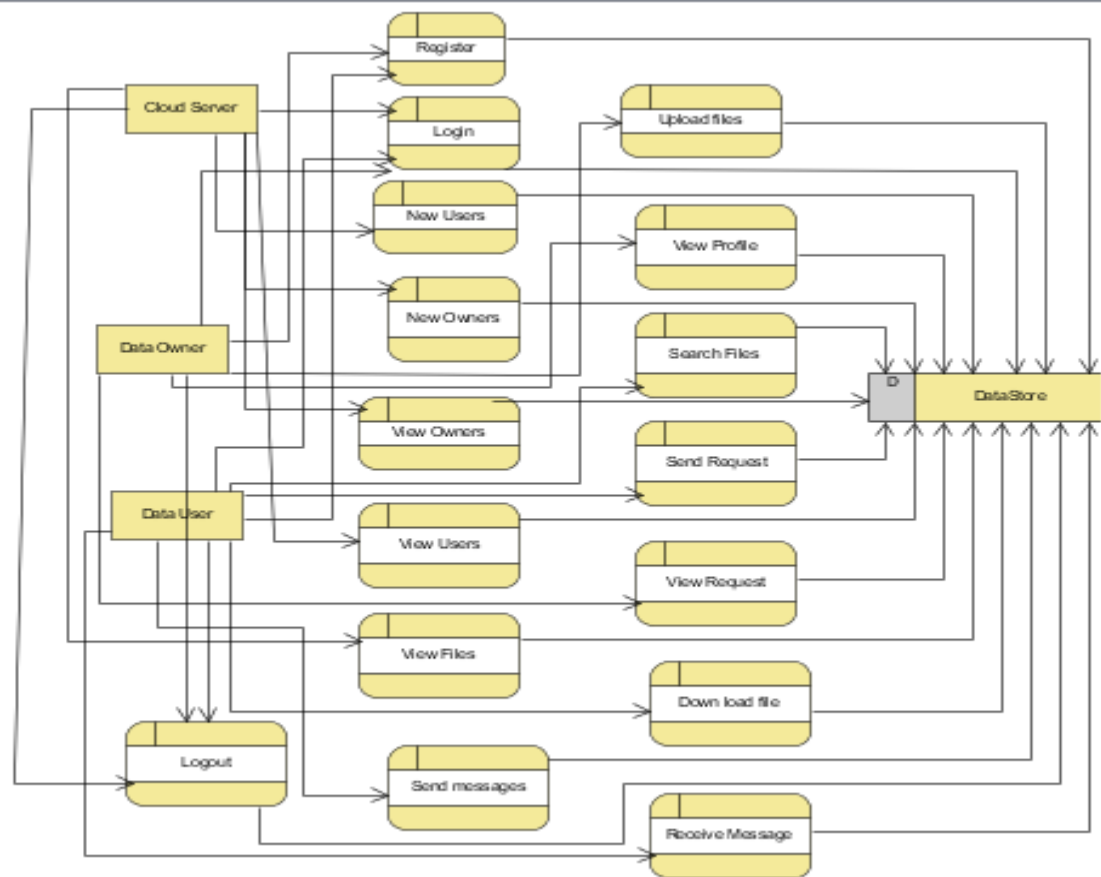 Register
Cloud Server
Login
Upload files
New Users
View Profile
New Owners
Data Owner
Search Files
D
DataStore
View Owners
Send Request
Data User
View Users
View Request
View Files
Down load file
Logout
Send messages
Receive Message